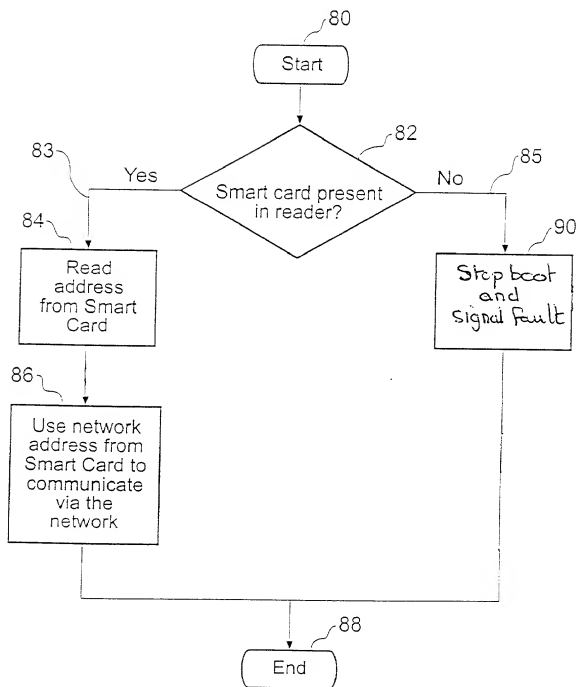 80
Start
82
83
Yes
85
No
Smart card present
in reader?
84
Read
address
from Smart
Card
90
Stop boot
and
signal fault
86
Use network
address from
Smart Card to
communicate
via the
network
88
End